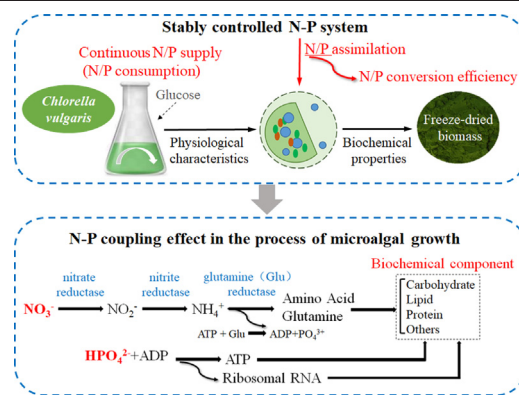 Stably controlled N-P system
Continuous N/P supply
(N/P consumption)
N/P assimilation
N/P conversion efficiency
Chlorella
vulgaris
Glucose
Freeze-dried
biomass
Physiological
characteristics
Biochemical
properties
N-P coupling effect in the process of microalgal growth
Biochemical component
nitrate
reductase
nitrite
reductase
glutamine（Glu）
reductase
NO₃⁻
NO₂⁻
NH₄⁺
Amino Acid
Glutamine
Carbohydrate
Lipid
Protein
Others
ATP + Glu
ADP+PO₄³⁺
HPO₄²⁻+ADP
ATP
Ribosomal RNA